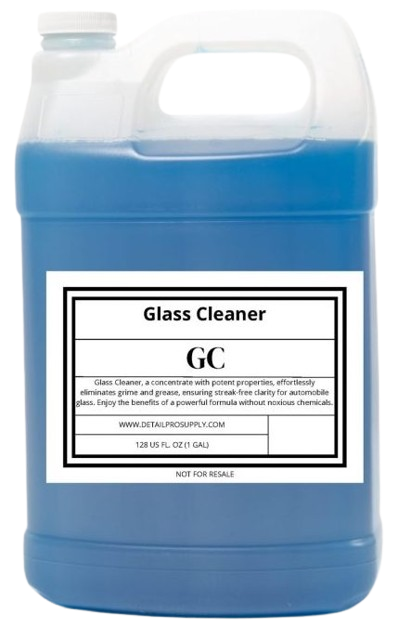 Glass Cleaner
GC
Glass Cleaner, a concentrate with potent properties, effortlessly
eliminates grime and grease, ensuring streak-free clarity for automobile
glass. Enjoy the benefits of a powerful formula without noxious chemicals.
WWW.DETAILPROSUPPLY.COM
128 US FL. OZ (1 GAL)
NOT FOR RESALE